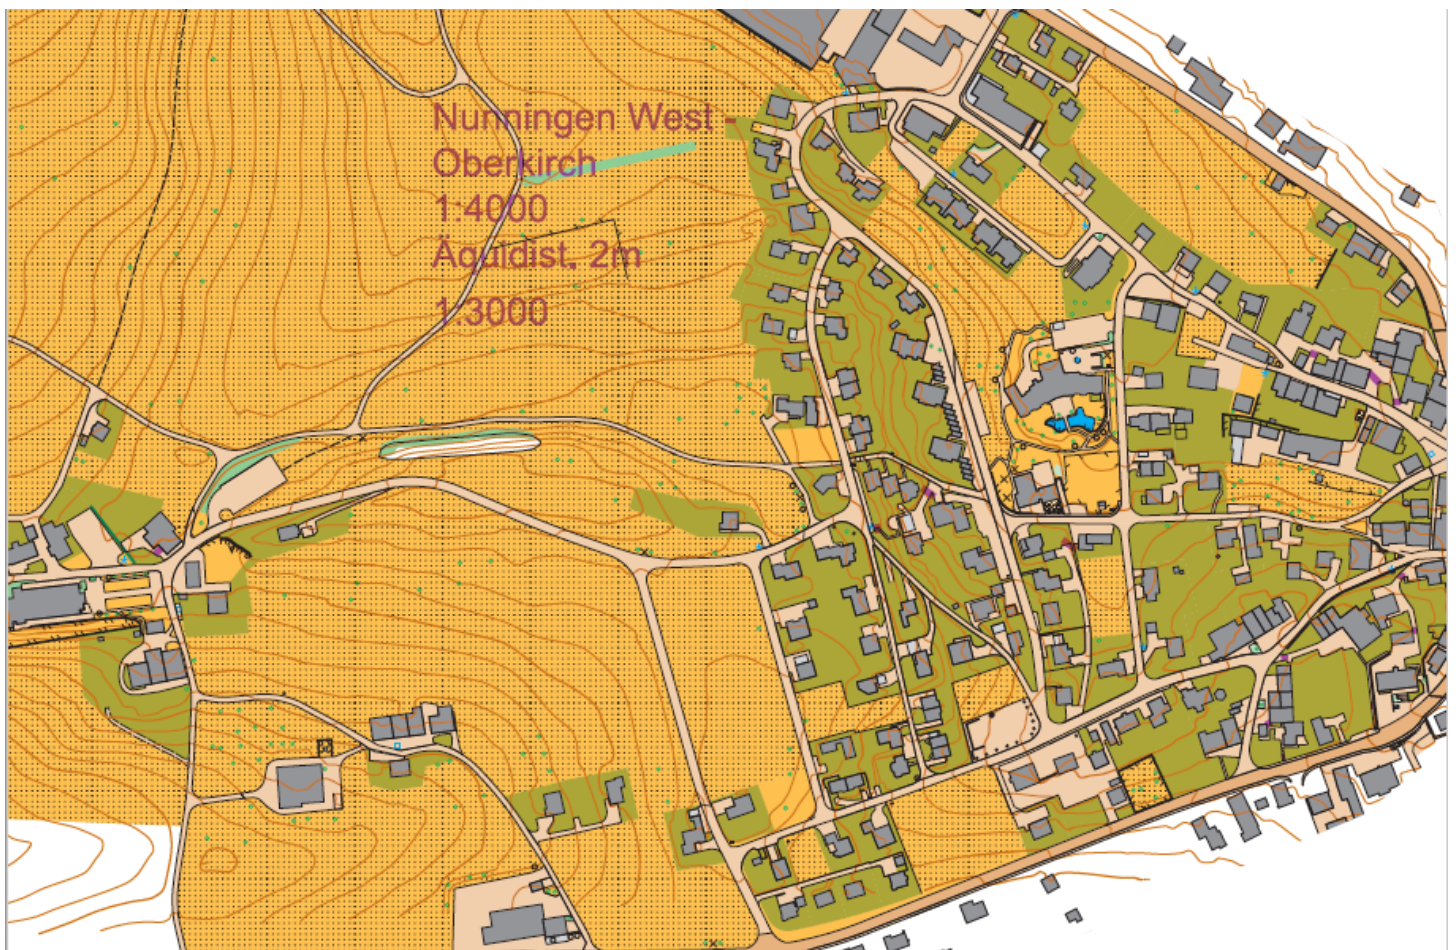 Nunningen West -
Oberkirch
1:4000
Äquidist. 2m
1:3000